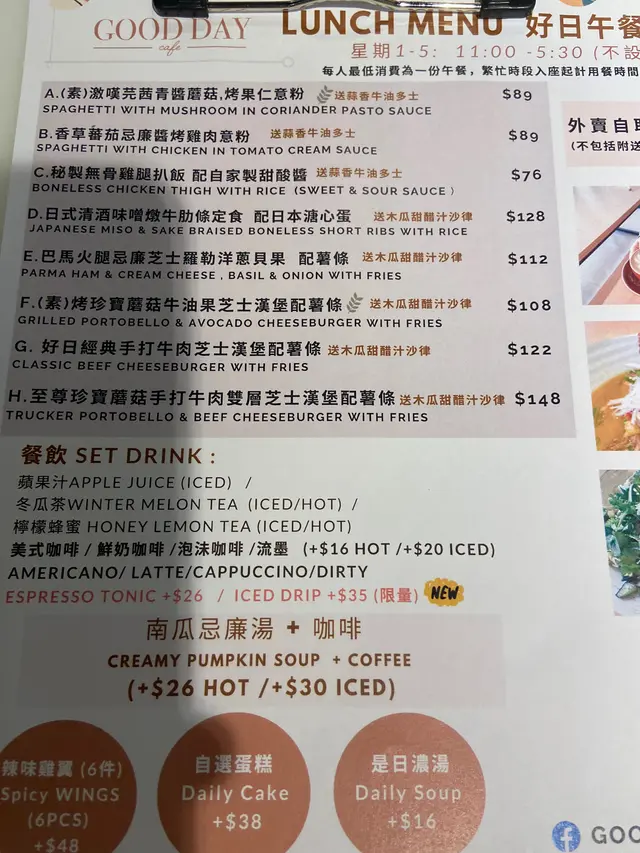 GOOD DAY
cafe
LUNCH MENU 好日午餐
星期1-5: 11:00 -5:30 (不設
每人最低消費為一份午餐，繁忙時段入座起計用餐時間
A.(素)激嘆芫茜青醬蘑菇,烤果仁意粉 送蒜香牛油多士 $89
SPAGHETTI WITH MUSHROOM IN CORIANDER PASTO SAUCE
B.香草蕃茄忌廉醬烤雞肉意粉 送蒜香牛油多士 $89
SPAGHETTI WITH CHICKEN IN TOMATO CREAM SAUCE
C.秘製無骨雞腿扒飯 配自家製甜酸醬 送蒜香牛油多士 $76
BONELESS CHICKEN THIGH WITH RICE (SWEET & SOUR SAUCE )
D.日式清酒味噌燉牛肋條定食 配日本溏心蛋 送木瓜甜醋汁沙律 $128
JAPANESE MISO & SAKE BRAISED BONELESS SHORT RIBS WITH RICE
E.巴馬火腿忌廉芝士羅勒洋蔥貝果 配薯條 送木瓜甜醋汁沙律 $112
PARMA HAM & CREAM CHEESE , BASIL & ONION WITH FRIES
F.(素)烤珍寶蘑菇牛油果芝士漢堡配薯條 送木瓜甜醋汁沙律 $108
GRILLED PORTOBELLO & AVOCADO CHEESEBURGER WITH FRIES
G. 好日經典手打牛肉芝士漢堡配薯條 送木瓜甜醋汁沙律 $122
CLASSIC BEEF CHEESEBURGER WITH FRIES
H.至尊珍寶蘑菇手打牛肉雙層芝士漢堡配薯條 送木瓜甜醋汁沙律 $148
TRUCKER PORTOBELLO & BEEF CHEESEBURGER WITH FRIES
外賣自取
(不包括附送
餐飲 SET DRINK :
蘋果汁APPLE JUICE (ICED) /
冬瓜茶WINTER MELON TEA (ICED/HOT) /
檸檬蜂蜜 HONEY LEMON TEA (ICED/HOT)
美式咖啡 / 鮮奶咖啡 /泡沫咖啡 /流墨 (+$16 HOT /+$20 ICED)
AMERICANO/ LATTE/CAPPUCCINO/DIRTY
ESPRESSO TONIC +$26 / ICED DRIP +$35 (限量) NEW
南瓜忌廉湯 + 咖啡
CREAMY PUMPKIN SOUP + COFFEE
(+$26 HOT /+$30 ICED)
辣味雞翼 (6件)
Spicy WINGS
(6PCS)
+$48
自選蛋糕
Daily Cake
+$38
是日濃湯
Daily Soup
+$16
GOO